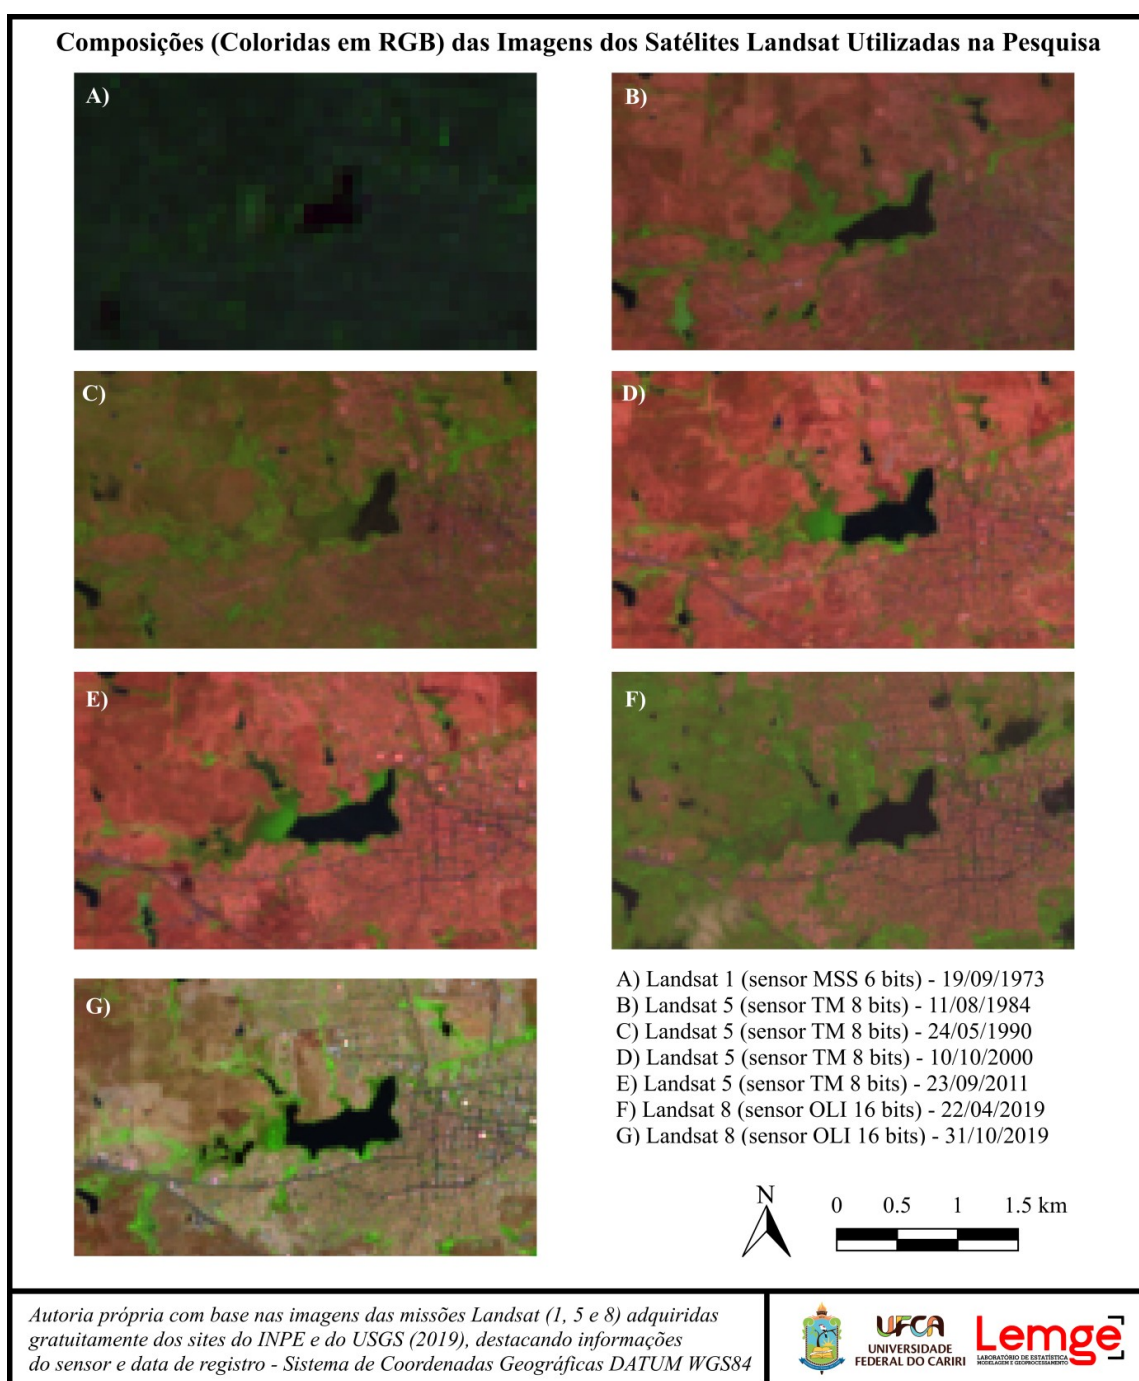 Composições (Coloridas em RGB) das Imagens dos Satélites Landsat Utilizadas na Pesquisa
A)
B)
C)
D)
E)
F)
G)
A) Landsat 1 (sensor MSS 6 bits) - 19/09/1973
B) Landsat 5 (sensor TM 8 bits) - 11/08/1984
C) Landsat 5 (sensor TM 8 bits) - 24/05/1990
D) Landsat 5 (sensor TM 8 bits) - 10/10/2000
E) Landsat 5 (sensor TM 8 bits) - 23/09/2011
F) Landsat 8 (sensor OLI 16 bits) - 22/04/2019
G) Landsat 8 (sensor OLI 16 bits) - 31/10/2019
N
0 0.5 1 1.5 km
Autoria própria com base nas imagens das missões Landsat (1, 5 e 8) adquiridas
gratuitamente dos sites do INPE e do USGS (2019), destacando informações
do sensor e data de registro - Sistema de Coordenadas Geográficas DATUM WGS84
UFCA
UNIVERSIDADE
FEDERAL DO CARIRI
Lemge
LABORATÓRIO DE ESTATÍSTICA
MODELAGEM E GEOPROCESSAMENTO